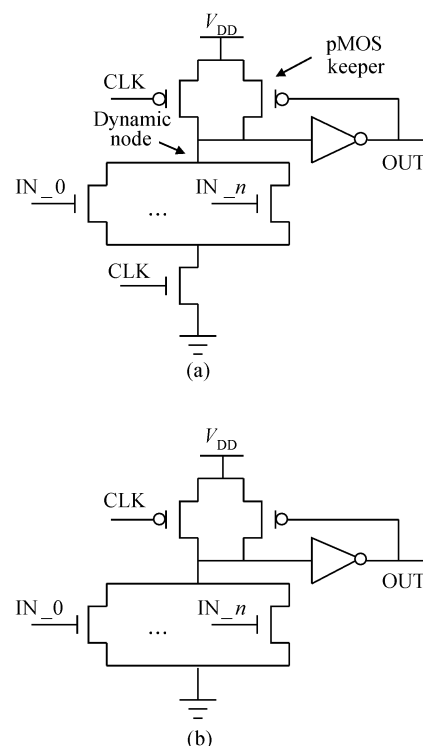 V_DD
pMOS
keeper
CLK
Dynamic
node
OUT
IN_0
...
IN_n
CLK
(a)
V_DD
CLK
OUT
IN_0
...
IN_n
(b)